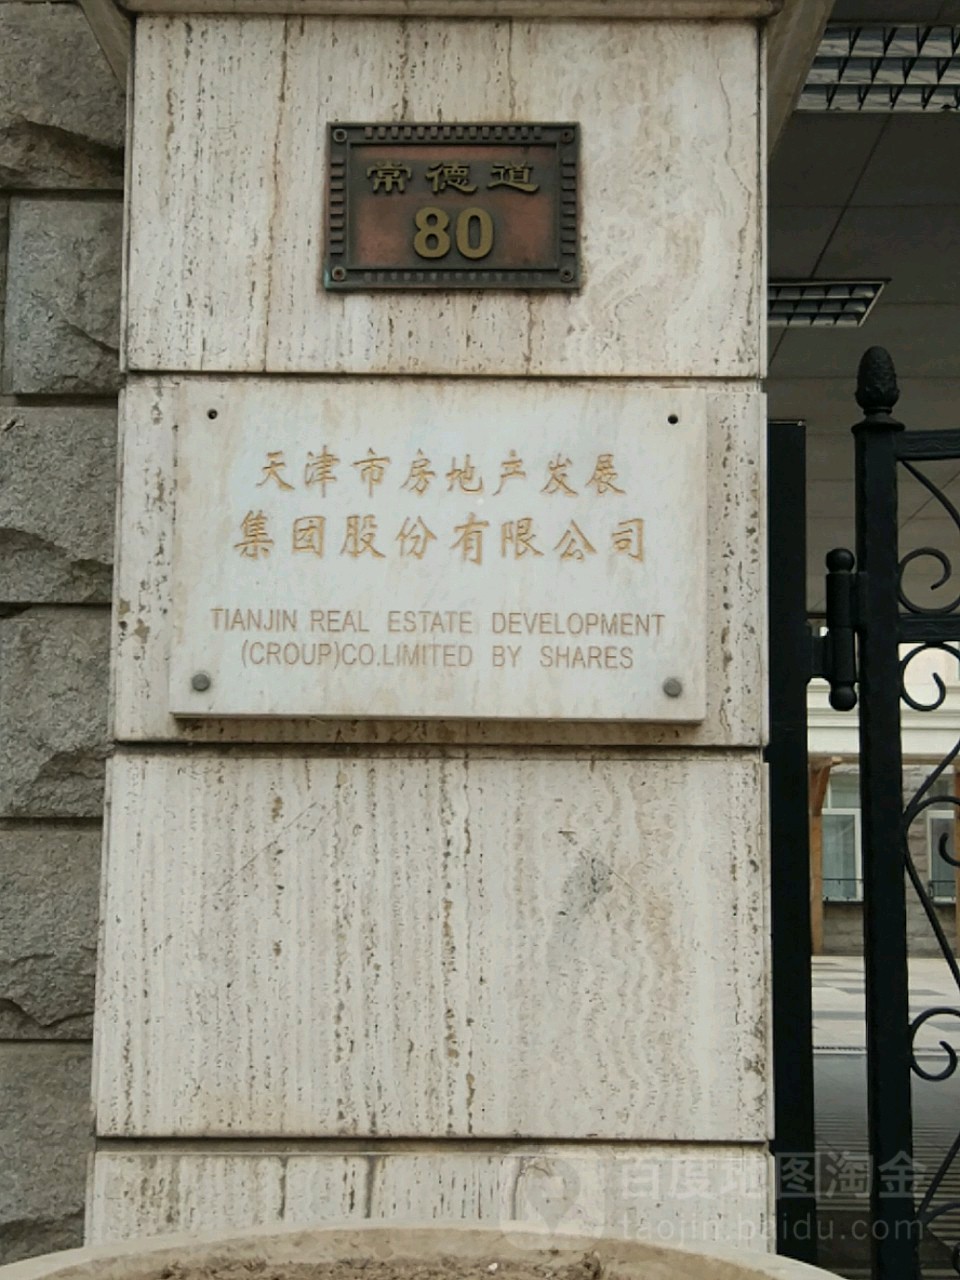 常德道
80
天津市房地产发展
集团股份有限公司
TIANJIN REAL ESTATE DEVELOPMENT
(CROUP)CO.LIMITED BY SHARES
百度地图淘金
taojin.baidu.com